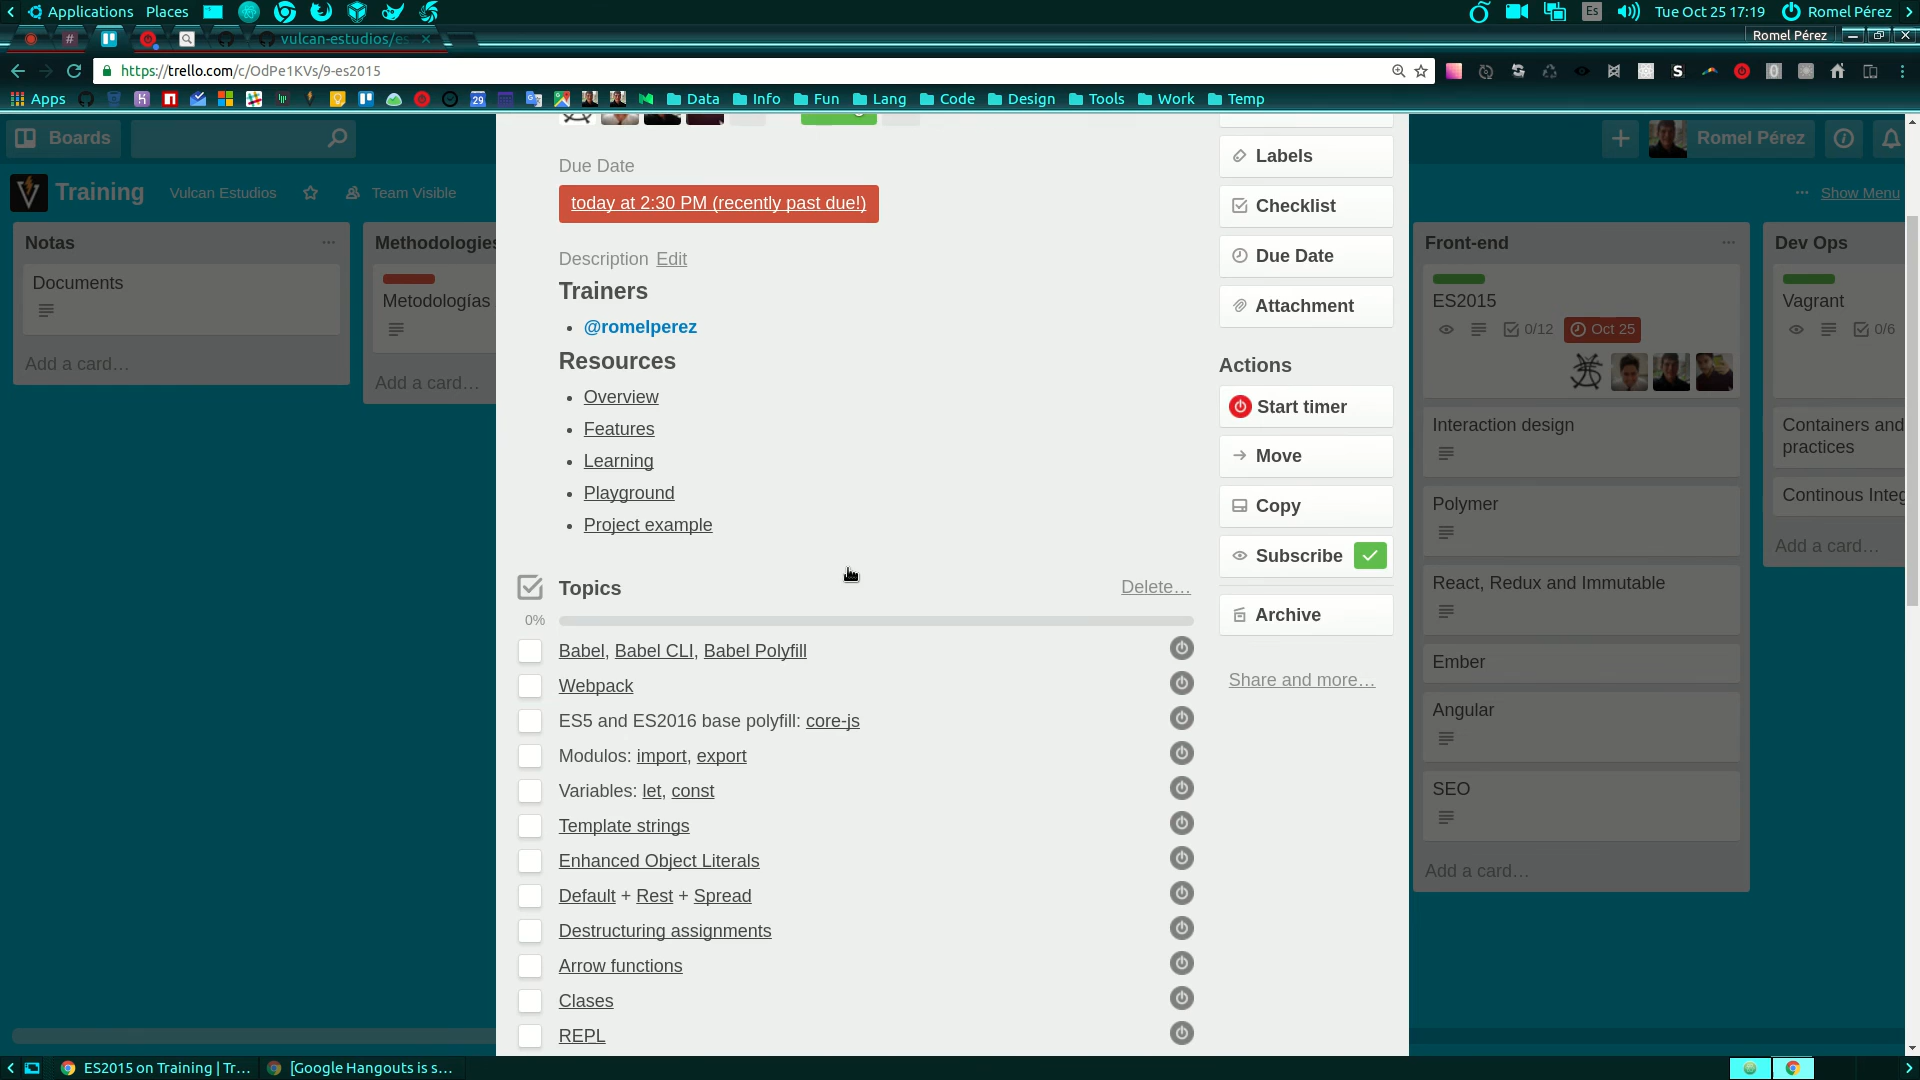 Applications Places
Es Tue Oct 25 17:19 Romel Pérez
#
vulcan-estudios/es
Romel Pérez
https://trello.com/c/OdPe1KVs/9-es2015
Apps
Data Info Fun Lang Code Design Tools Work Temp
Boards
Romel Pérez
Training Vulcan Estudios Team Visible
Show Menu
Notas
Documents
Add a card…
Methodologies
Metodologías
Add a card…
Due Date
today at 2:30 PM (recently past due!)
Description Edit
Trainers
@romelperez
Resources
Overview
Features
Learning
Playground
Project example
Topics Delete…
0%
Babel, Babel CLI, Babel Polyfill
Webpack
ES5 and ES2016 base polyfill: core-js
Modulos: import, export
Variables: let, const
Template strings
Enhanced Object Literals
Default + Rest + Spread
Destructuring assignments
Arrow functions
Clases
REPL
Labels
Checklist
Due Date
Attachment
Actions
Start timer
Move
Copy
Subscribe
Archive
Share and more…
Front-end
ES2015
0/12 Oct 25
Interaction design
Polymer
React, Redux and Immutable
Ember
Angular
SEO
Add a card…
Dev Ops
Vagrant
0/6
Containers and
practices
Continous Integ
Add a card…
ES2015 on Training | Tr… [Google Hangouts is s…